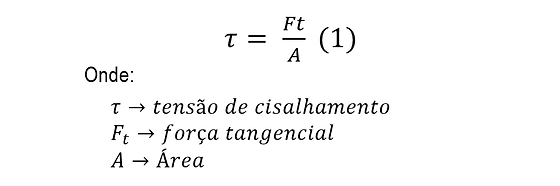 τ = Ft/A (1)
Onde:
τ → tensão de cisalhamento
Fₜ → força tangencial
A → Área